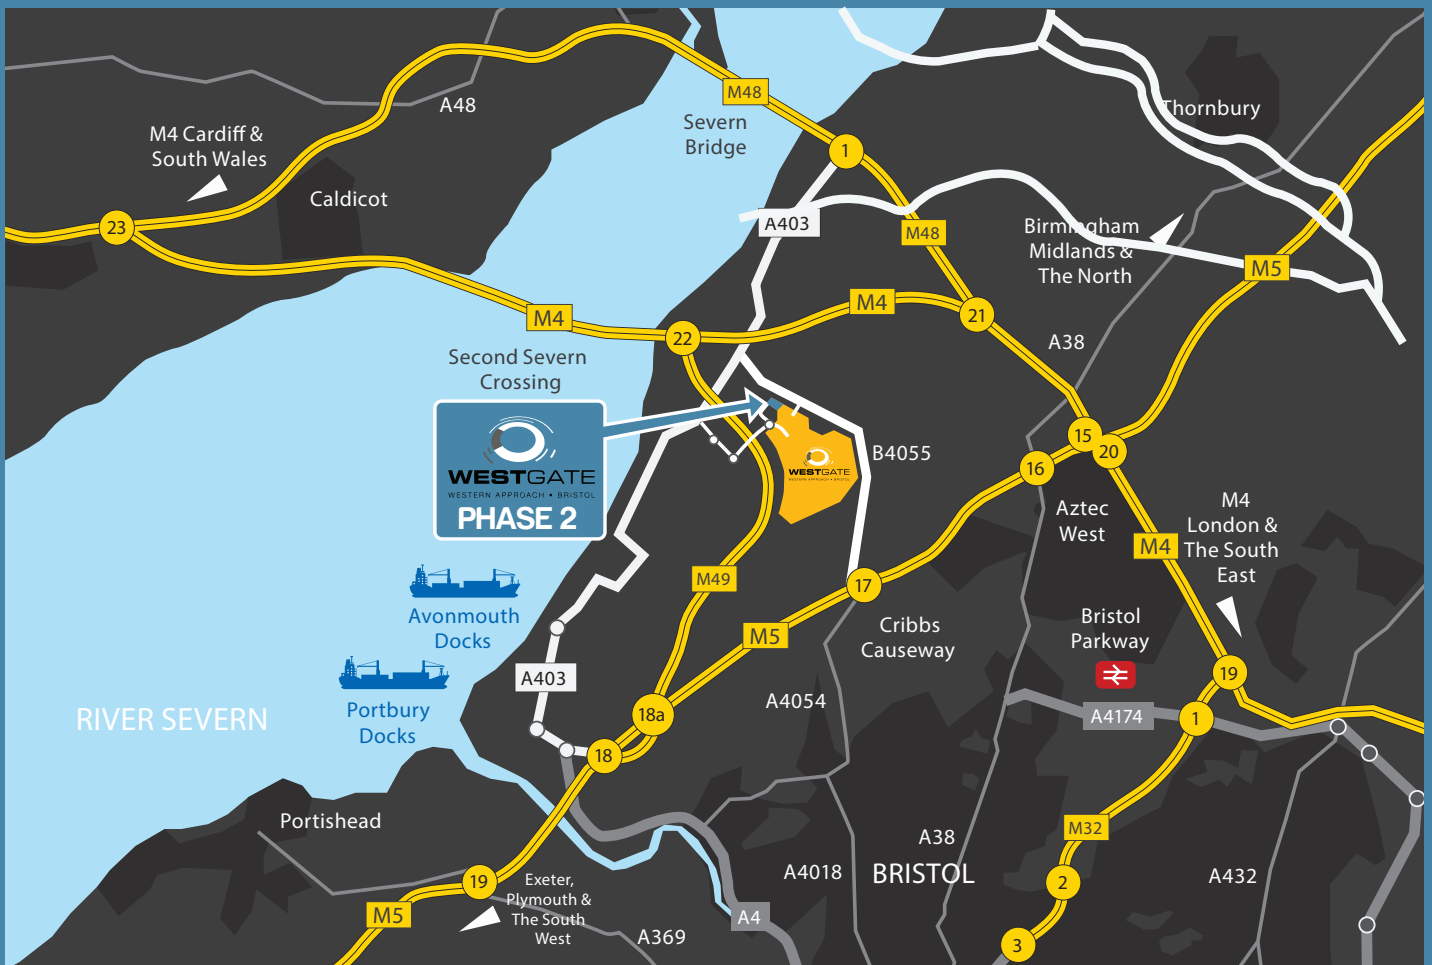 M48
A48
Thornbury
M4 Cardiff &
South Wales
Severn
Bridge
1
Caldicot
23
A403
M48
Birmingham
Midlands &
The North
M5
M4
M4
21
22
A38
Second Severn
Crossing
15
20
16
B4055
WESTGATE
WESTERN APPROACH • BRISTOL
PHASE 2
WESTGATE
WESTERN APPROACH • BRISTOL
Aztec
West
M4
London &
The South
East
M4
M49
17
Avonmouth
Docks
M5
Cribbs
Causeway
Bristol
Parkway
A403
19
RIVER SEVERN
Portbury
Docks
18a
A4054
A4174
1
18
Portishead
M32
A38
A4018
BRISTOL
A432
19
2
Exeter,
Plymouth &
The South
West
M5
A4
A369
3